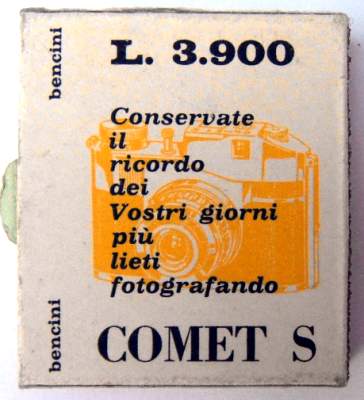 bencini
L. 3.900
Conservate
il
ricordo
dei
Vostri giorni
più
lieti
fotografando
bencini
COMET S